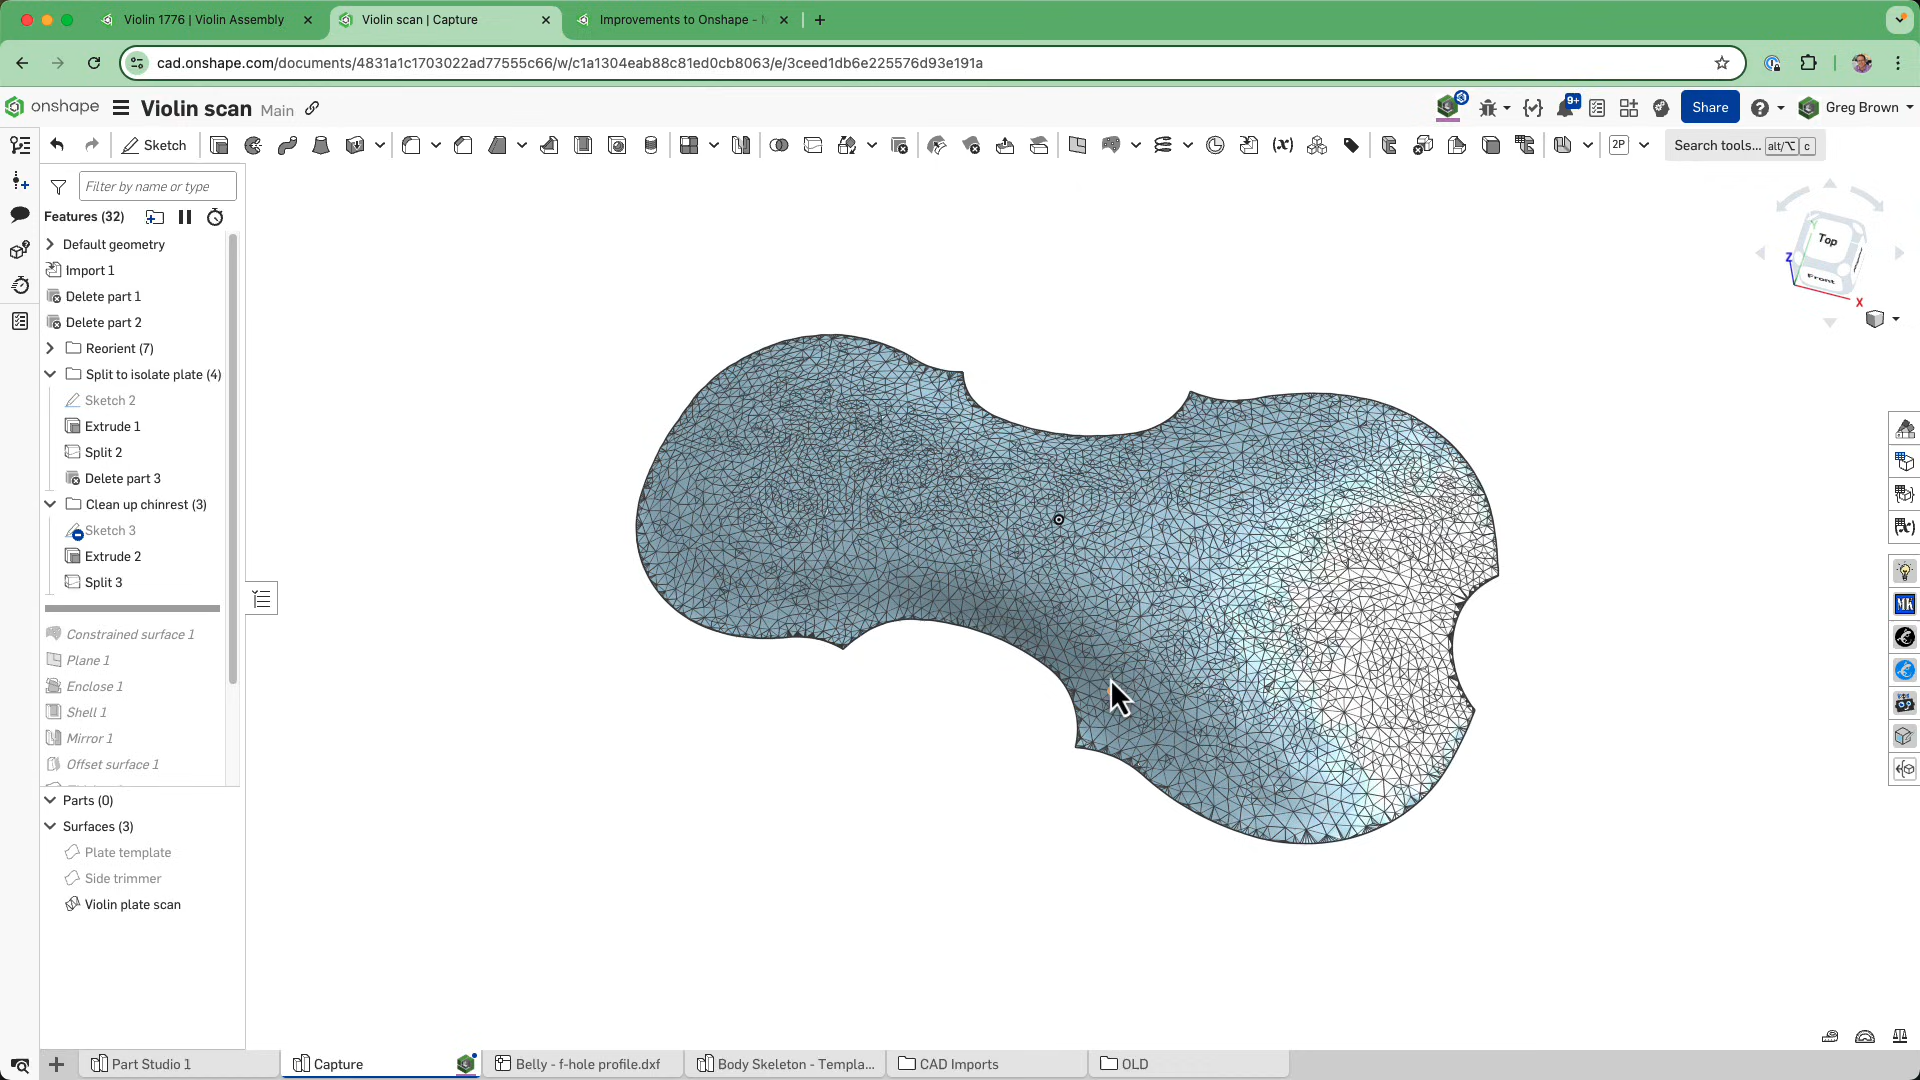 Violin 1776 | Violin Assembly
Violin scan | Capture
Improvements to Onshape -
cad.onshape.com/documents/4831a1c1703022ad77555c66/w/c1a1304eab88c81ed0cb8063/e/3ceed1db6e225576d93e191a
onshape
Violin scan
Main
9+
Share
Greg Brown
Sketch
(x)
2P
Search tools...
alt/⌥
c
Filter by name or type
Features (32)
Default geometry
Import 1
Delete part 1
Delete part 2
Reorient (7)
Split to isolate plate (4)
Sketch 2
Extrude 1
Split 2
Delete part 3
Clean up chinrest (3)
Sketch 3
Extrude 2
Split 3
Constrained surface 1
Plane 1
Enclose 1
Shell 1
Mirror 1
Offset surface 1
Parts (0)
Surfaces (3)
Plate template
Side trimmer
Violin plate scan
Top
Front
Z
X
MK
Part Studio 1
Capture
Belly - f-hole profile.dxf
Body Skeleton - Templa...
CAD Imports
OLD